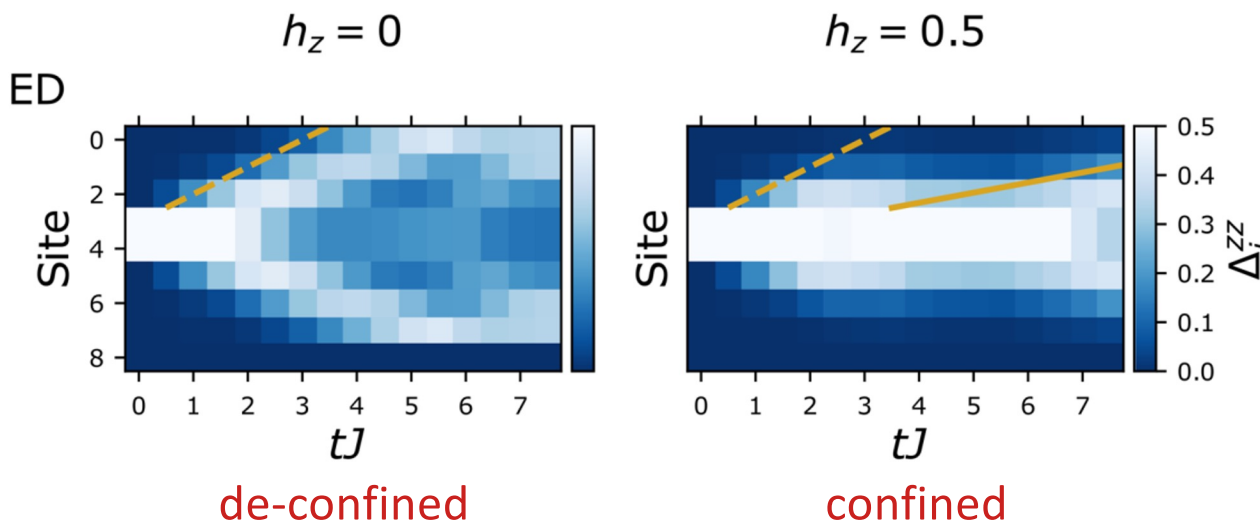 h_z = 0
h_z = 0.5
ED
Site
0
2
4
6
8
0 1 2 3 4 5 6 7
tJ
Site
0 1 2 3 4 5 6 7
tJ
0.5
0.4
0.3
0.2
0.1
0.0
Δ_i^{zz}
de-confined
confined